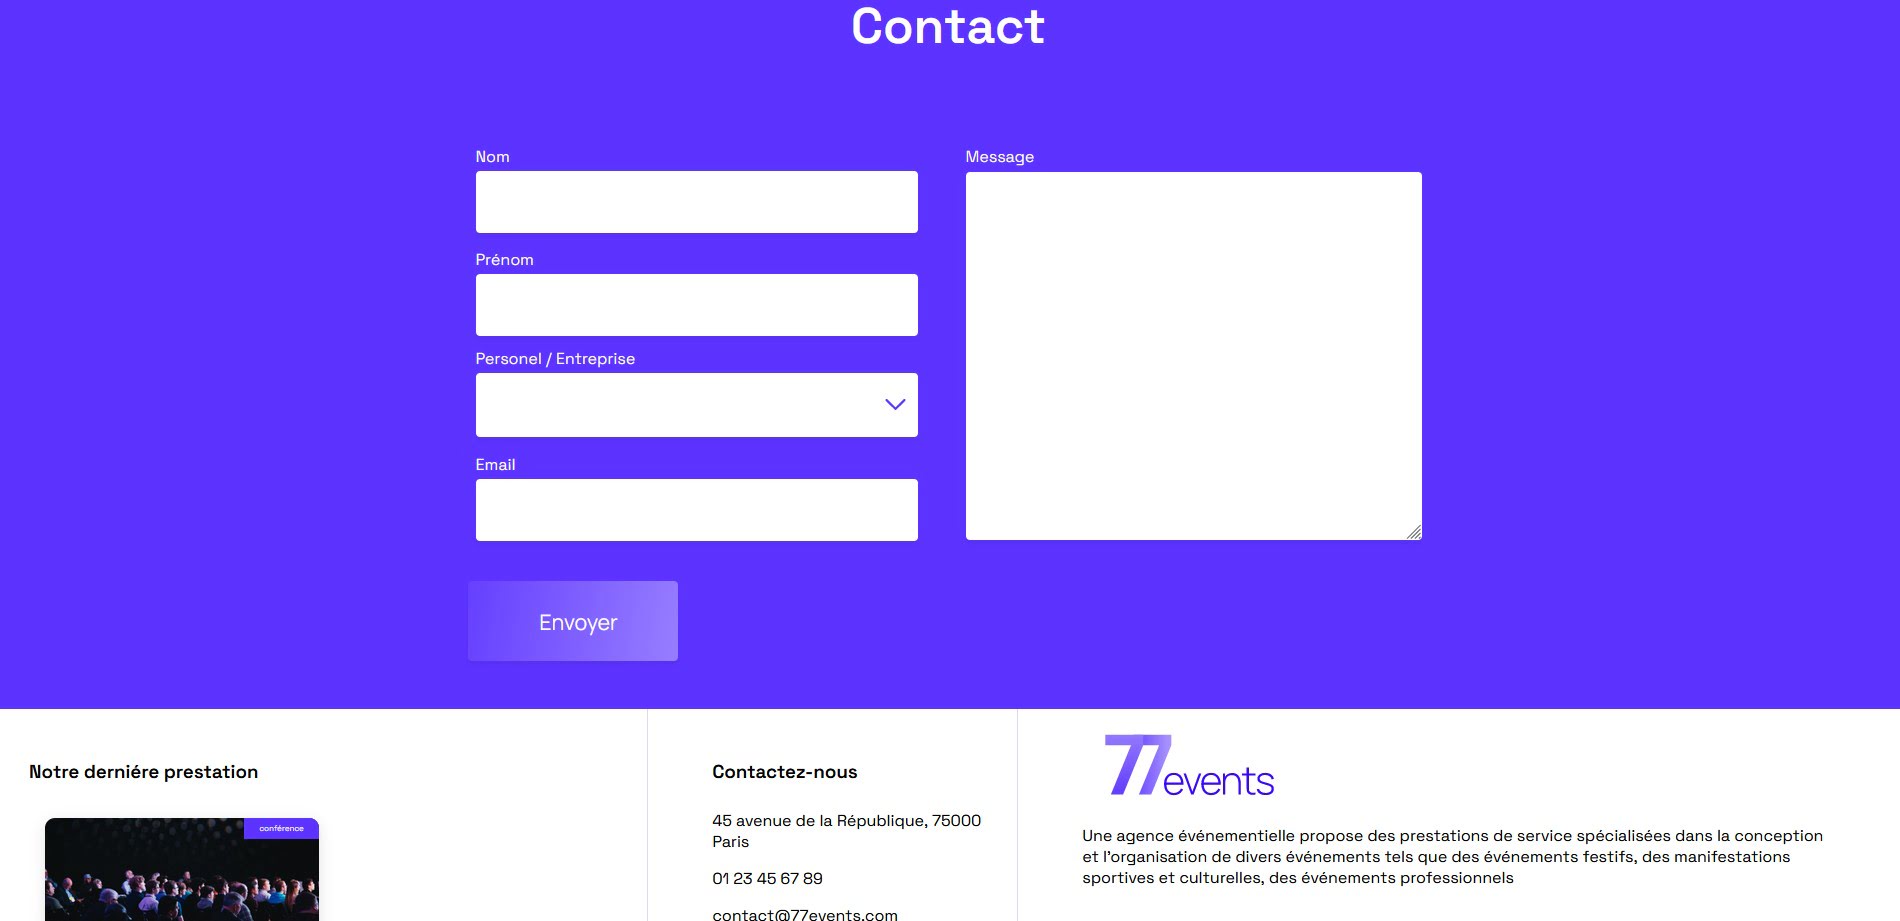 Contact
Nom
Prénom
Personel / Entreprise
Email
Message
Envoyer
Notre derniére prestation
conférence
Contactez-nous
45 avenue de la République, 75000
Paris
01 23 45 67 89
contact@77events.com
77events
Une agence événementielle propose des prestations de service spécialisées dans la conception
et l'organisation de divers événements tels que des événements festifs, des manifestations
sportives et culturelles, des événements professionnels